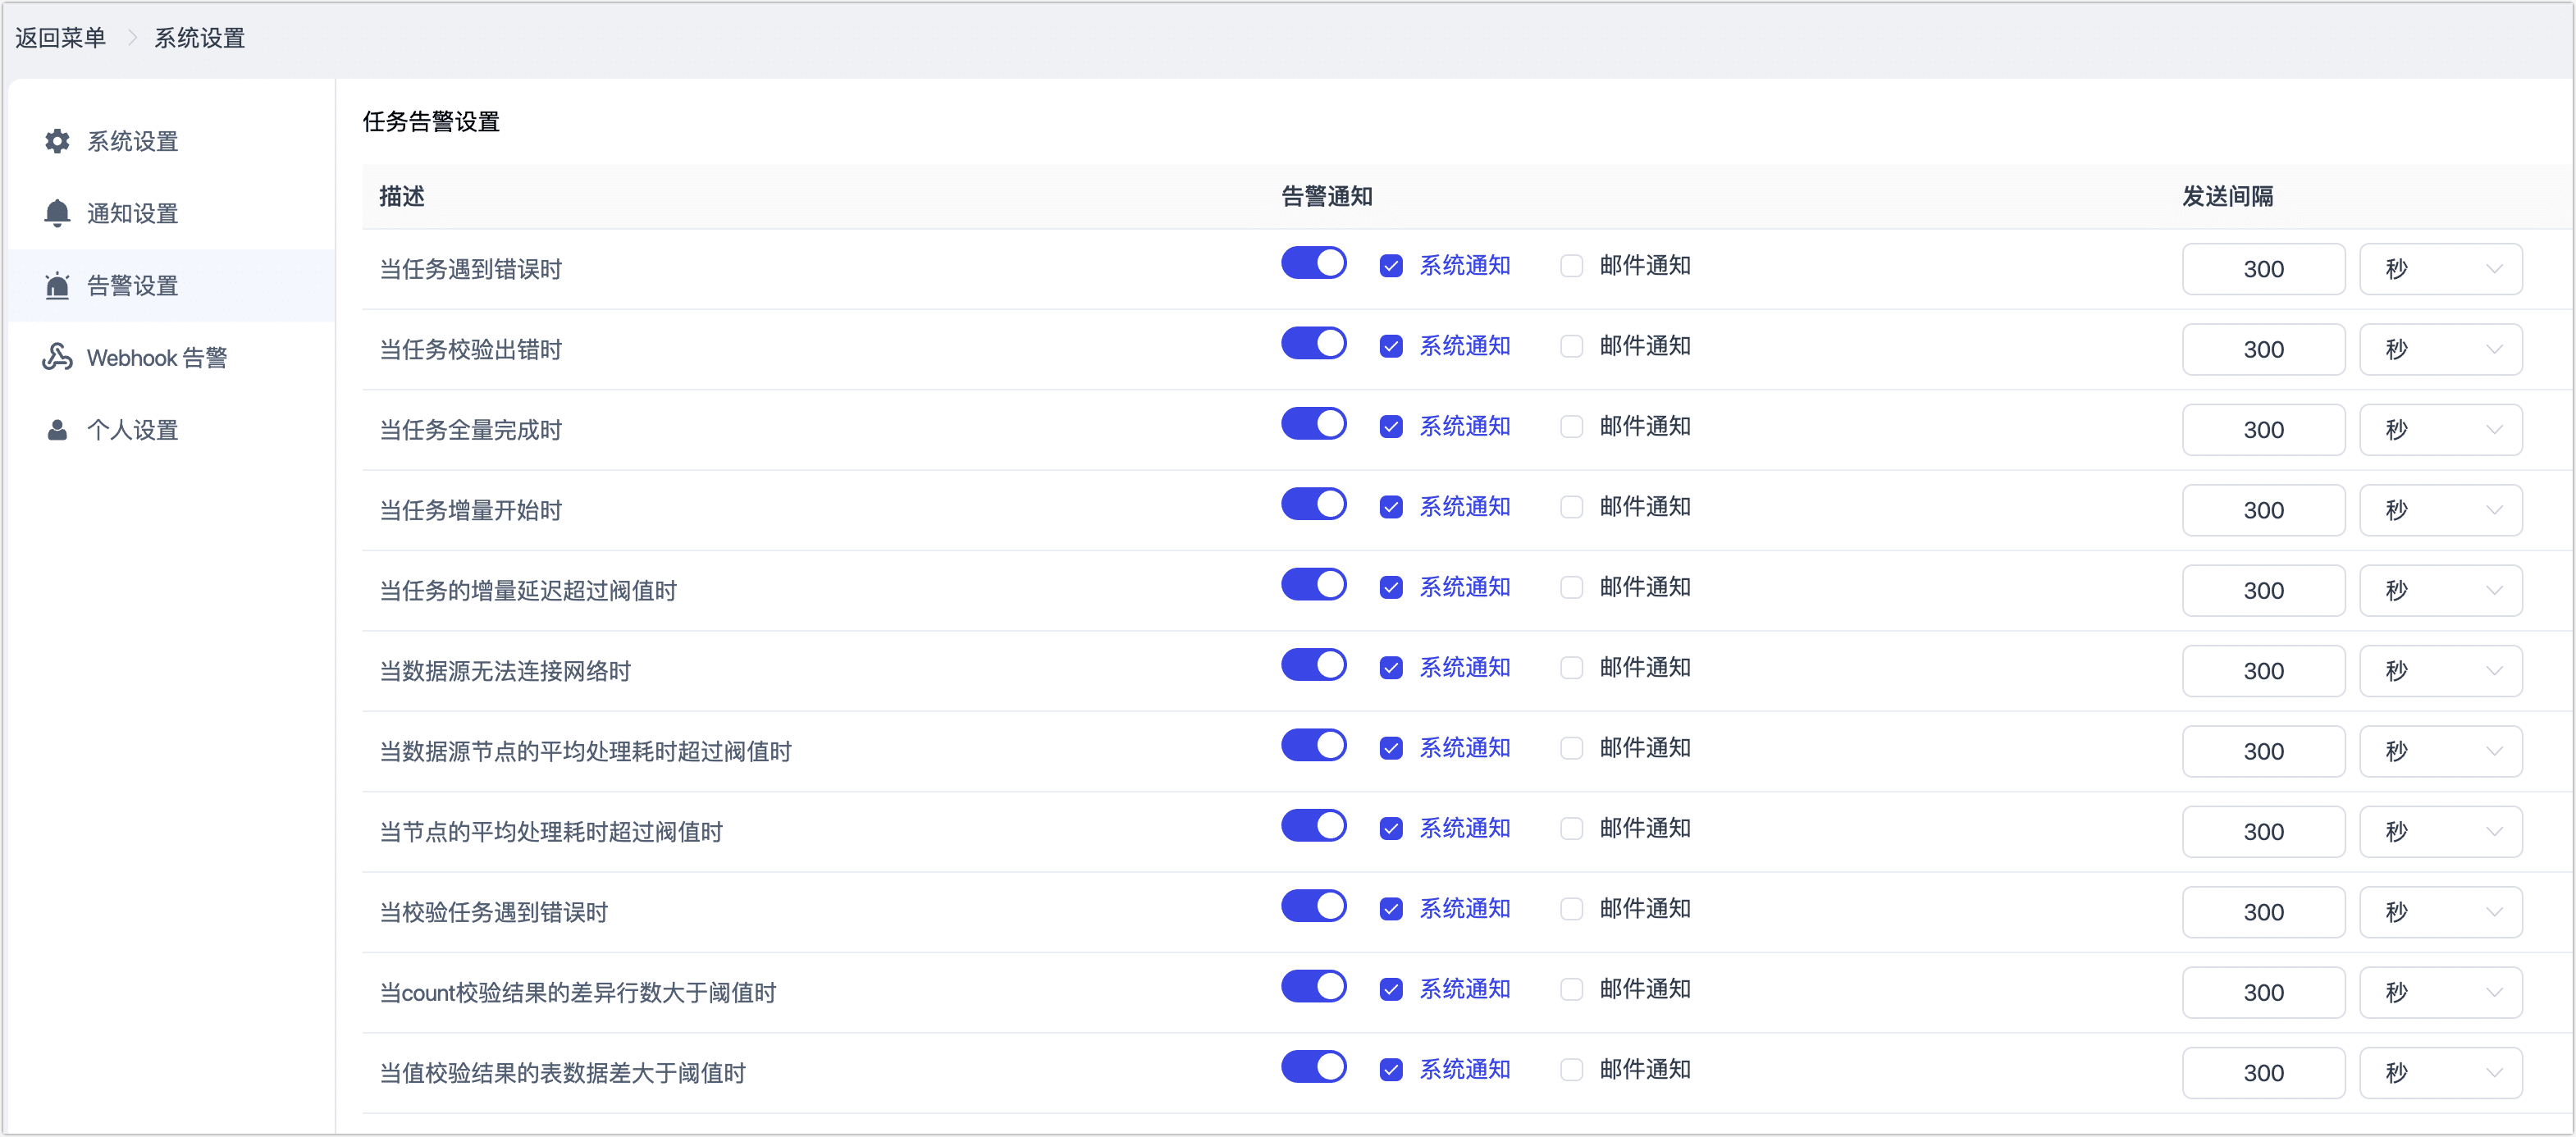 返回菜单 系统设置
系统设置
通知设置
告警设置
Webhook 告警
个人设置
任务告警设置
描述 告警通知 发送间隔
当任务遇到错误时 系统通知 邮件通知 300 秒
当任务校验出错时 系统通知 邮件通知 300 秒
当任务全量完成时 系统通知 邮件通知 300 秒
当任务增量开始时 系统通知 邮件通知 300 秒
当任务的增量延迟超过阀值时 系统通知 邮件通知 300 秒
当数据源无法连接网络时 系统通知 邮件通知 300 秒
当数据源节点的平均处理耗时超过阀值时 系统通知 邮件通知 300 秒
当节点的平均处理耗时超过阀值时 系统通知 邮件通知 300 秒
当校验任务遇到错误时 系统通知 邮件通知 300 秒
当count校验结果的差异行数大于阈值时 系统通知 邮件通知 300 秒
当值校验结果的表数据差大于阈值时 系统通知 邮件通知 300 秒